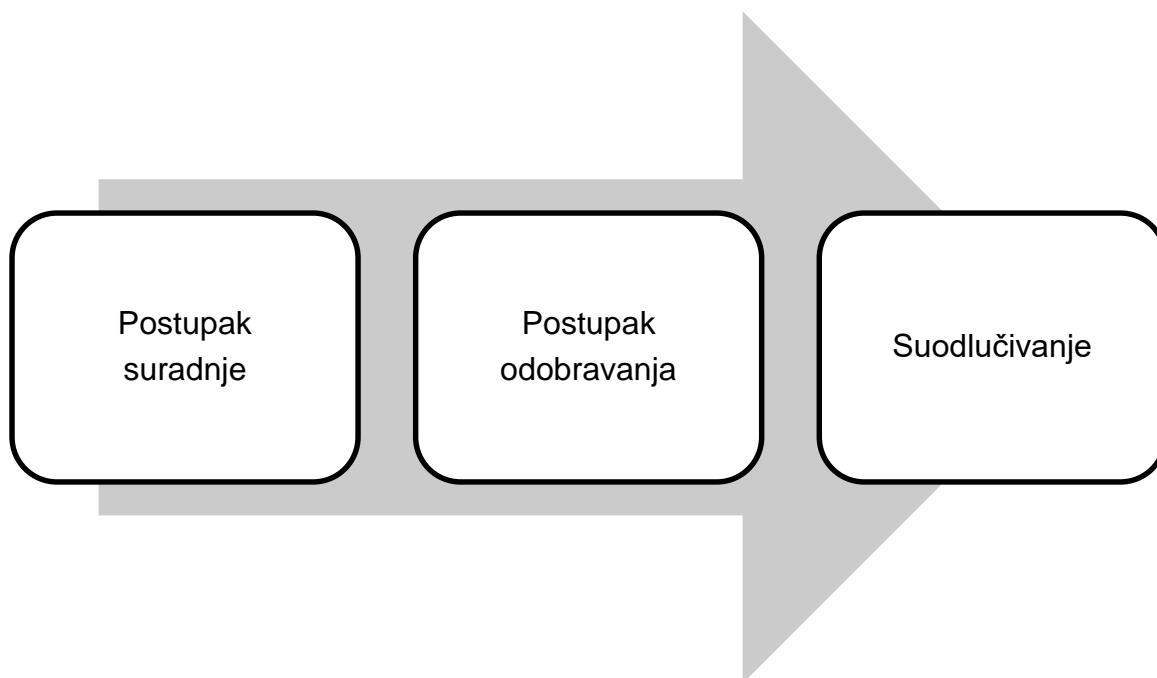 Postupak
suradnje
Postupak
odobravanja
Suodlučivanje